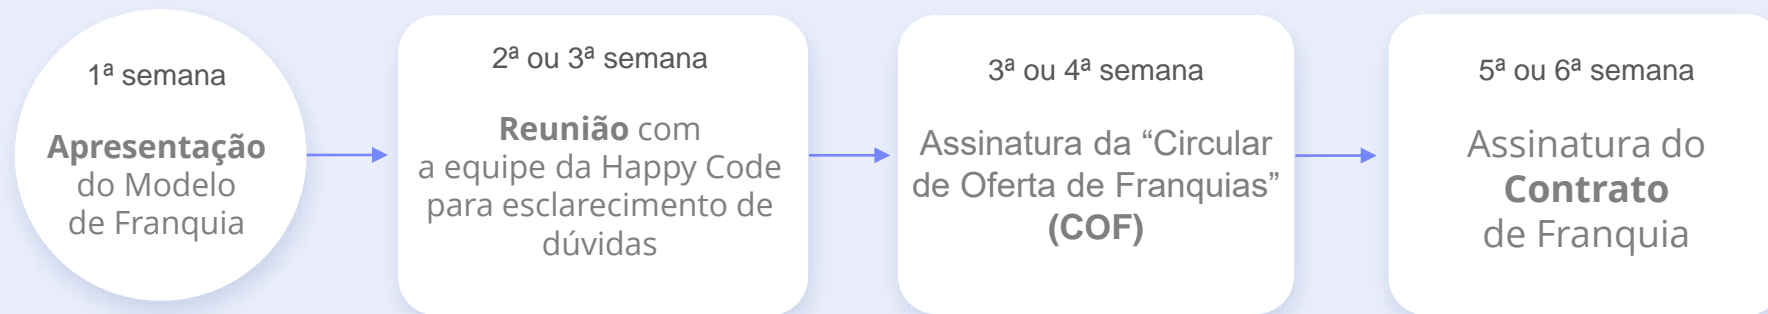 1ª semana
Apresentação
do Modelo
de Franquia
2ª ou 3ª semana
Reunião com
a equipe da Happy Code
para esclarecimento de
dúvidas
3ª ou 4ª semana
Assinatura da “Circular
de Oferta de Franquias”
(COF)
5ª ou 6ª semana
Assinatura do
Contrato
de Franquia